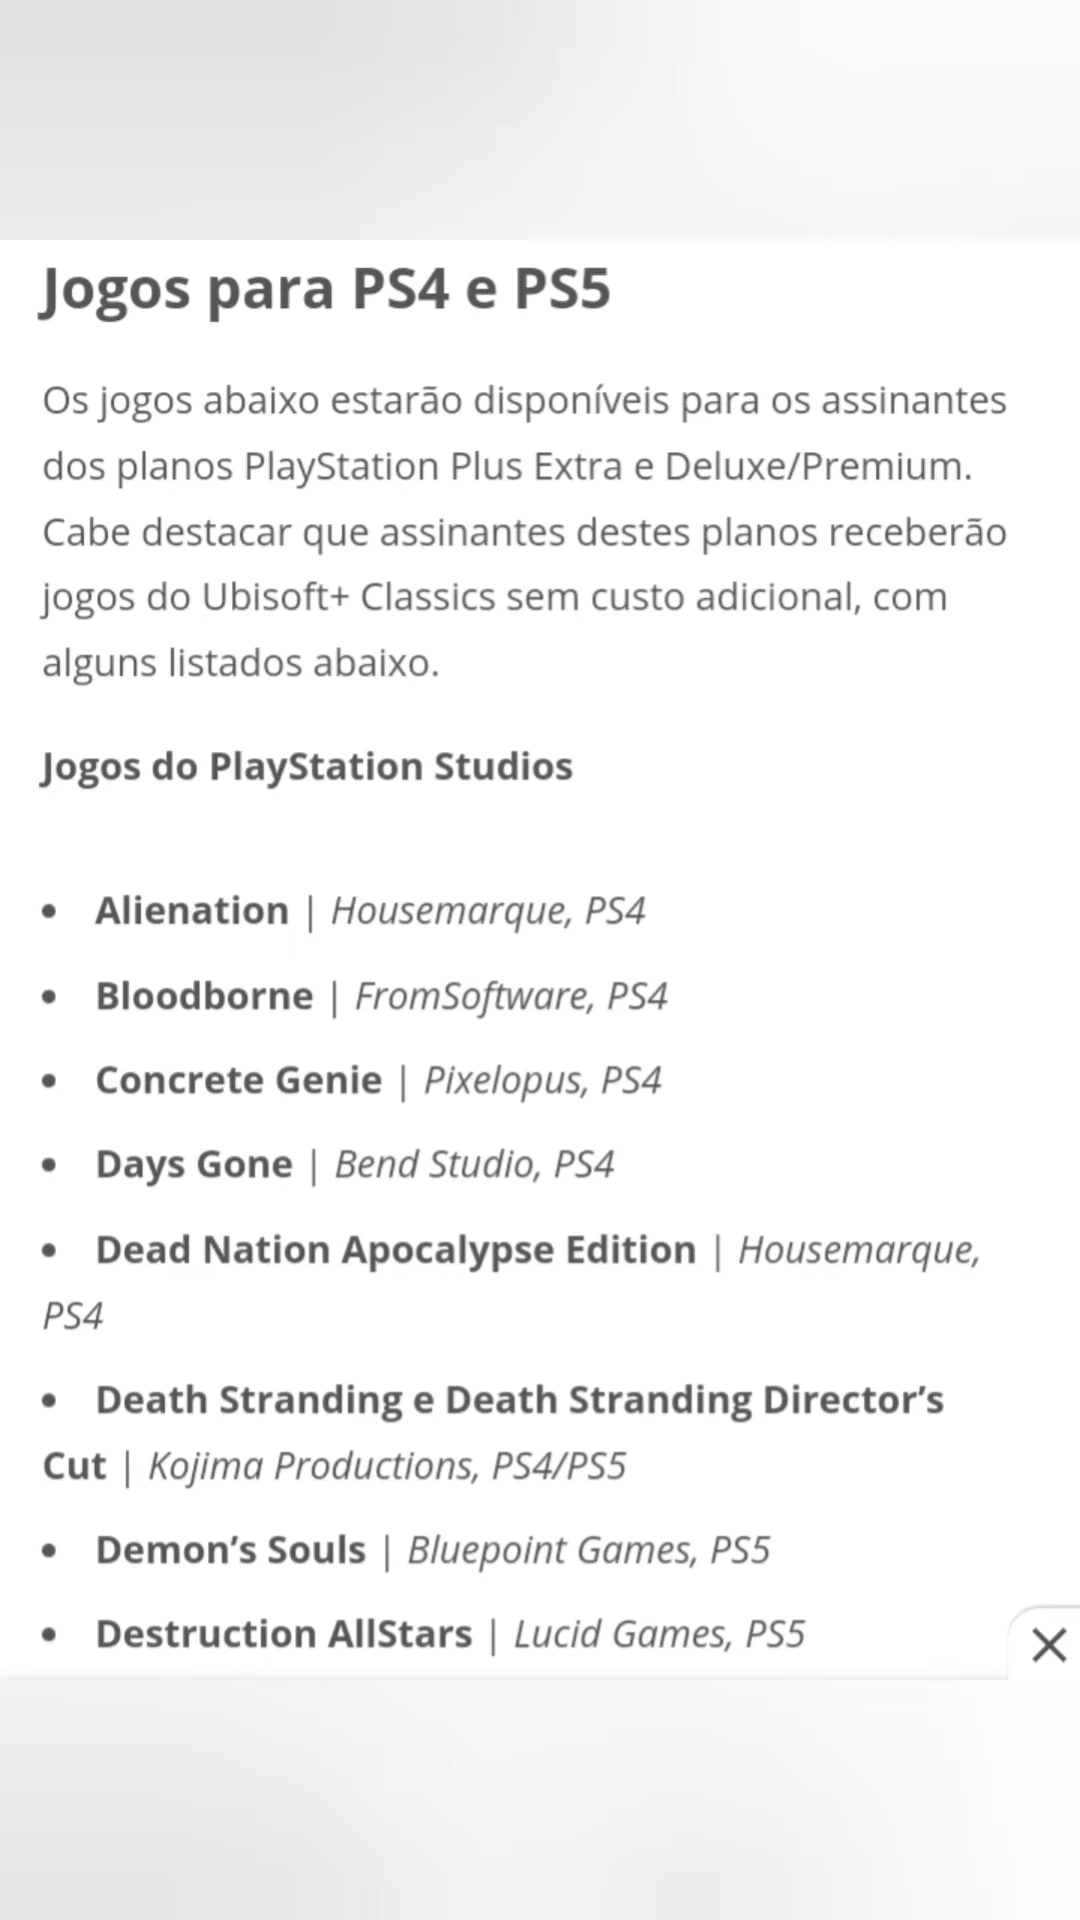 Jogos para PS4 e PS5
Os jogos abaixo estarão disponíveis para os assinantes
dos planos PlayStation Plus Extra e Deluxe/Premium.
Cabe destacar que assinantes destes planos receberão
jogos do Ubisoft+ Classics sem custo adicional, com
alguns listados abaixo.
Jogos do PlayStation Studios
• Alienation | Housemarque, PS4
• Bloodborne | FromSoftware, PS4
• Concrete Genie | Pixelopus, PS4
• Days Gone | Bend Studio, PS4
• Dead Nation Apocalypse Edition | Housemarque,
PS4
• Death Stranding e Death Stranding Director’s
Cut | Kojima Productions, PS4/PS5
• Demon’s Souls | Bluepoint Games, PS5
• Destruction AllStars | Lucid Games, PS5